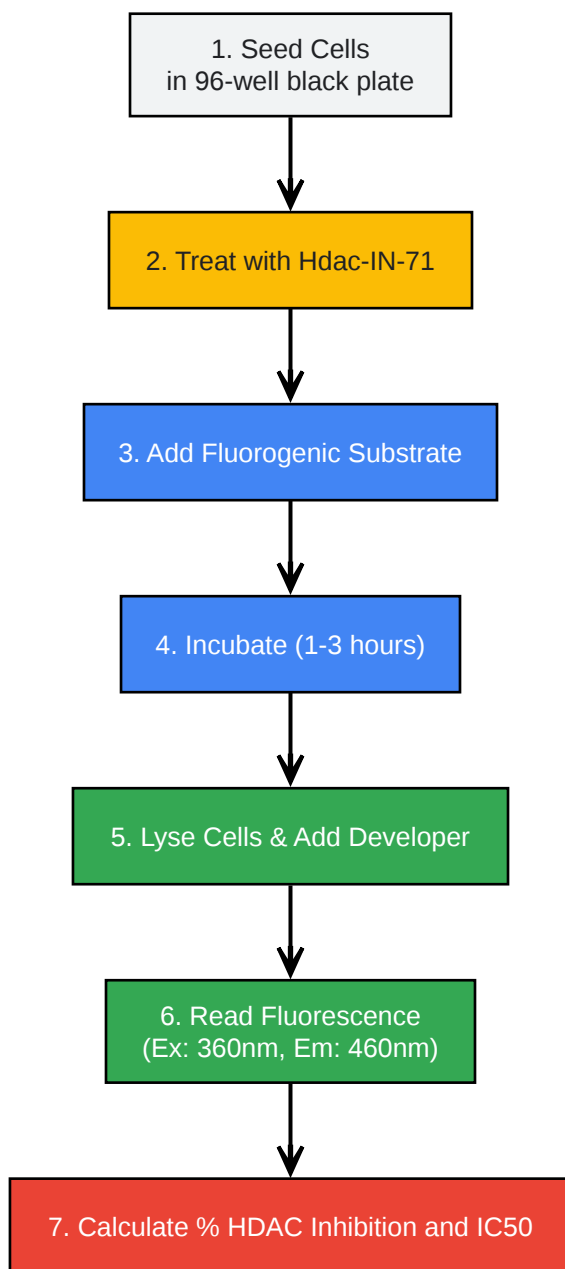 1. Seed Cells
in 96-well black plate
2. Treat with Hdac-IN-71
3. Add Fluorogenic Substrate
4. Incubate (1-3 hours)
5. Lyse Cells & Add Developer
6. Read Fluorescence
(Ex: 360nm, Em: 460nm)
7. Calculate % HDAC Inhibition and IC50